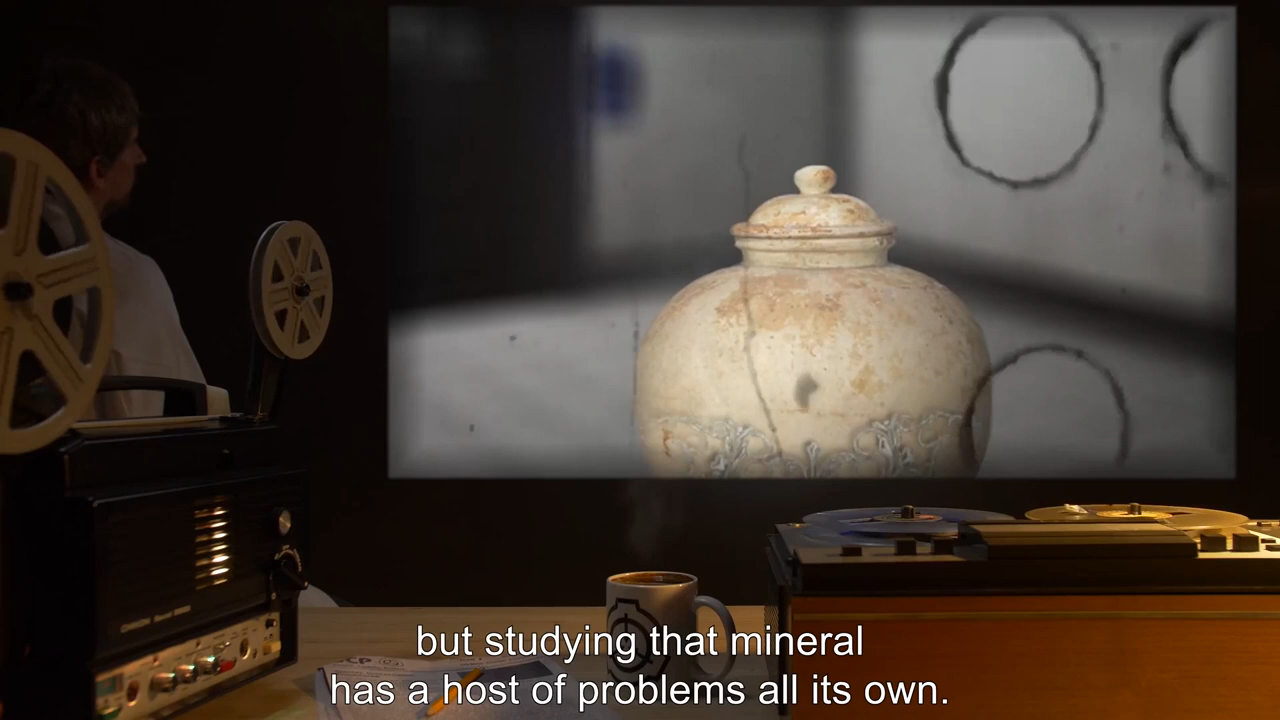 but studying that mineral
has a host of problems all its own.